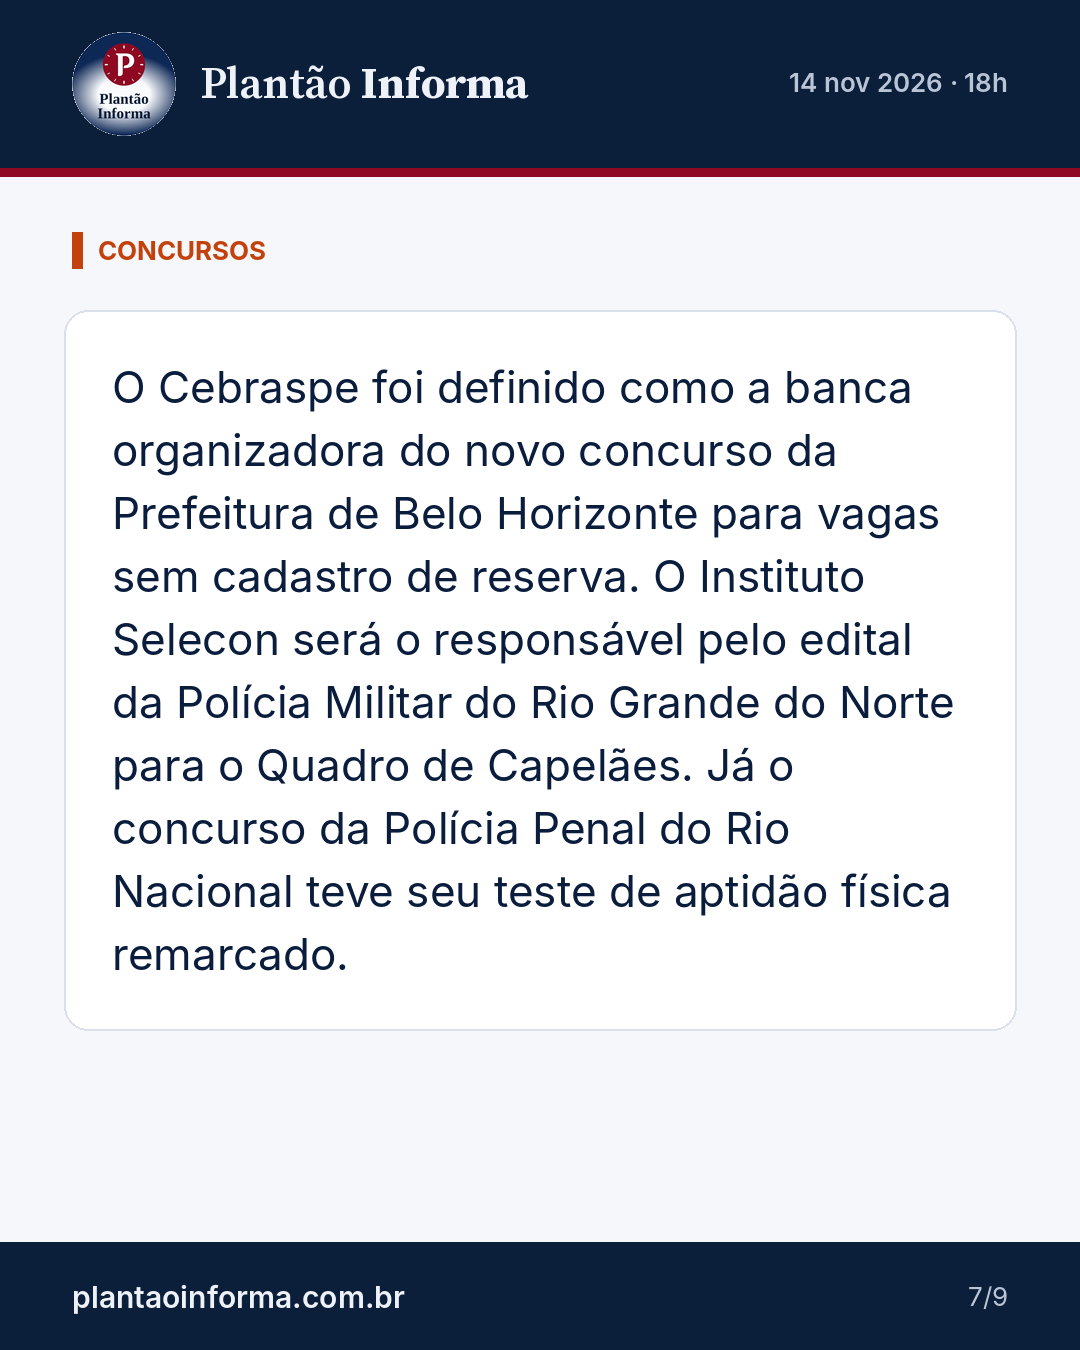 P
Plantão
Informa
Plantão Informa
14 nov 2026 · 18h
CONCURSOS
O Cebraspe foi definido como a banca
organizadora do novo concurso da
Prefeitura de Belo Horizonte para vagas
sem cadastro de reserva. O Instituto
Selecon será o responsável pelo edital
da Polícia Militar do Rio Grande do Norte
para o Quadro de Capelães. Já o
concurso da Polícia Penal do Rio
Nacional teve seu teste de aptidão física
remarcado.
plantaoinforma.com.br
7/9